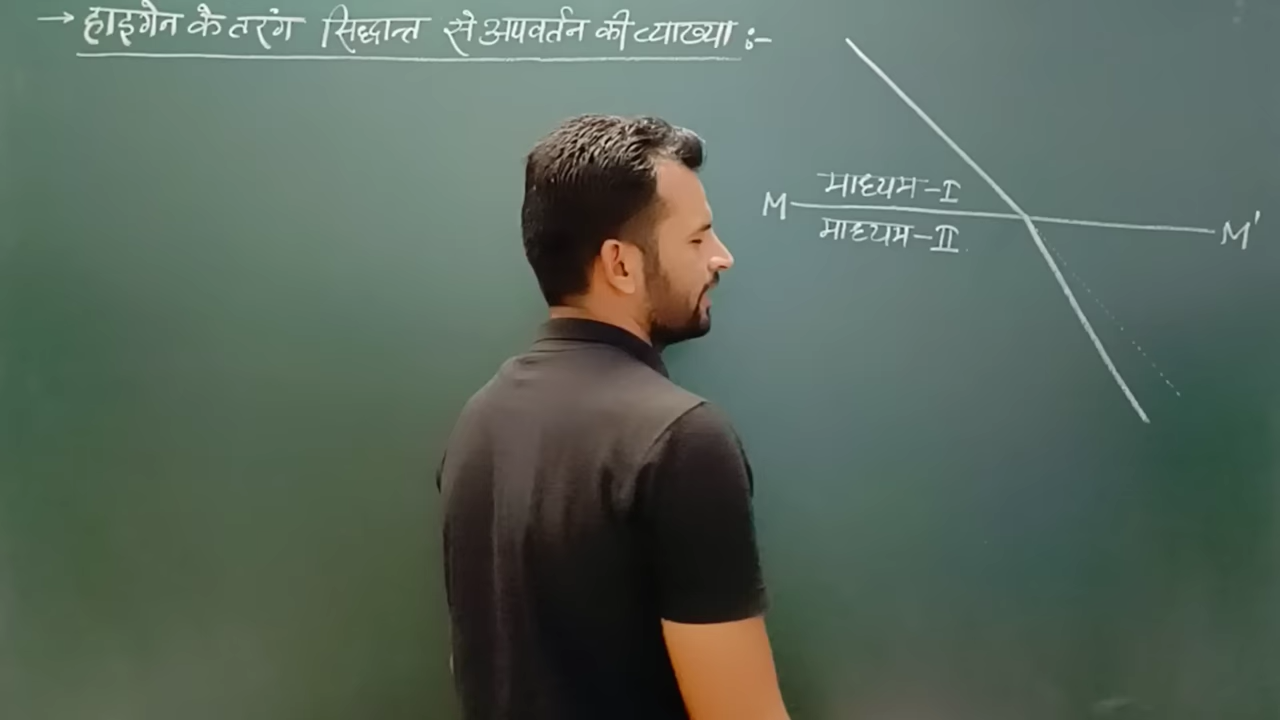 → हाइगेन के तरंग सिद्धान्त से अपवर्तन की व्याख्या :-
माध्यम-I
M M'
माध्यम-II